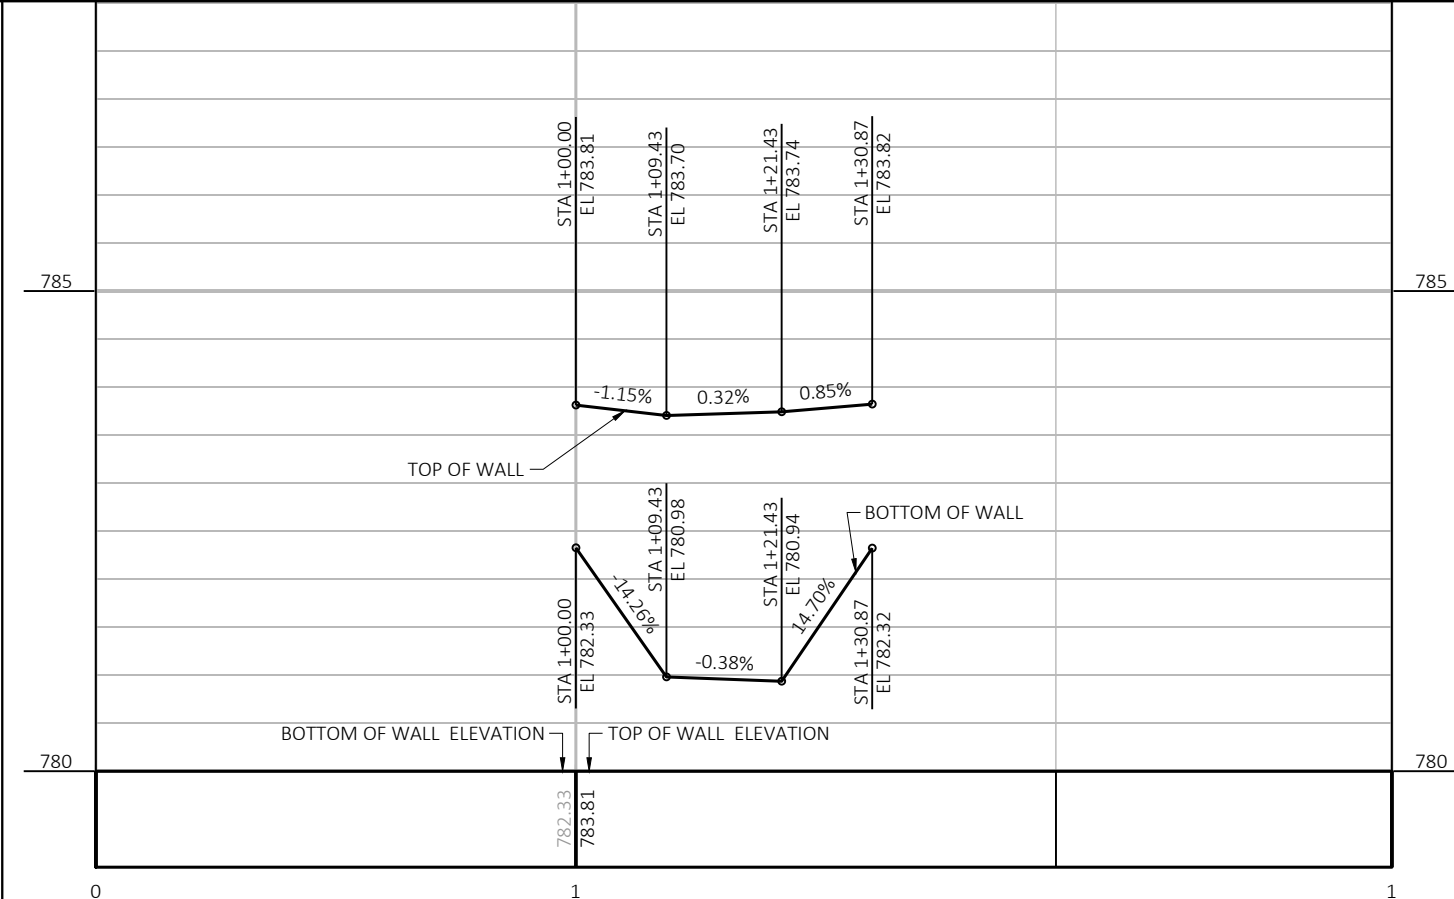 STA 1+00.00
EL 783.81
STA 1+09.43
EL 783.70
STA 1+21.43
EL 783.74
STA 1+30.87
EL 783.82
785
785
-1.15%
0.32%
0.85%
TOP OF WALL
STA 1+09.43
EL 780.98
STA 1+21.43
EL 780.94
BOTTOM OF WALL
-14.26%
14.70%
STA 1+00.00
EL 782.33
-0.38%
STA 1+30.87
EL 782.32
BOTTOM OF WALL ELEVATION
TOP OF WALL ELEVATION
780
780
782.33
783.81
0
1
1